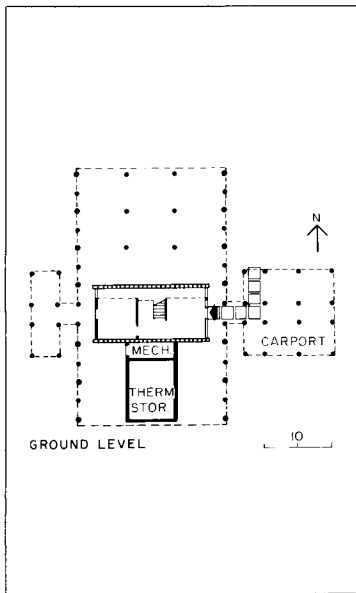 N
CARPORT
MECH.
THERM
STOR.
GROUND LEVEL
10